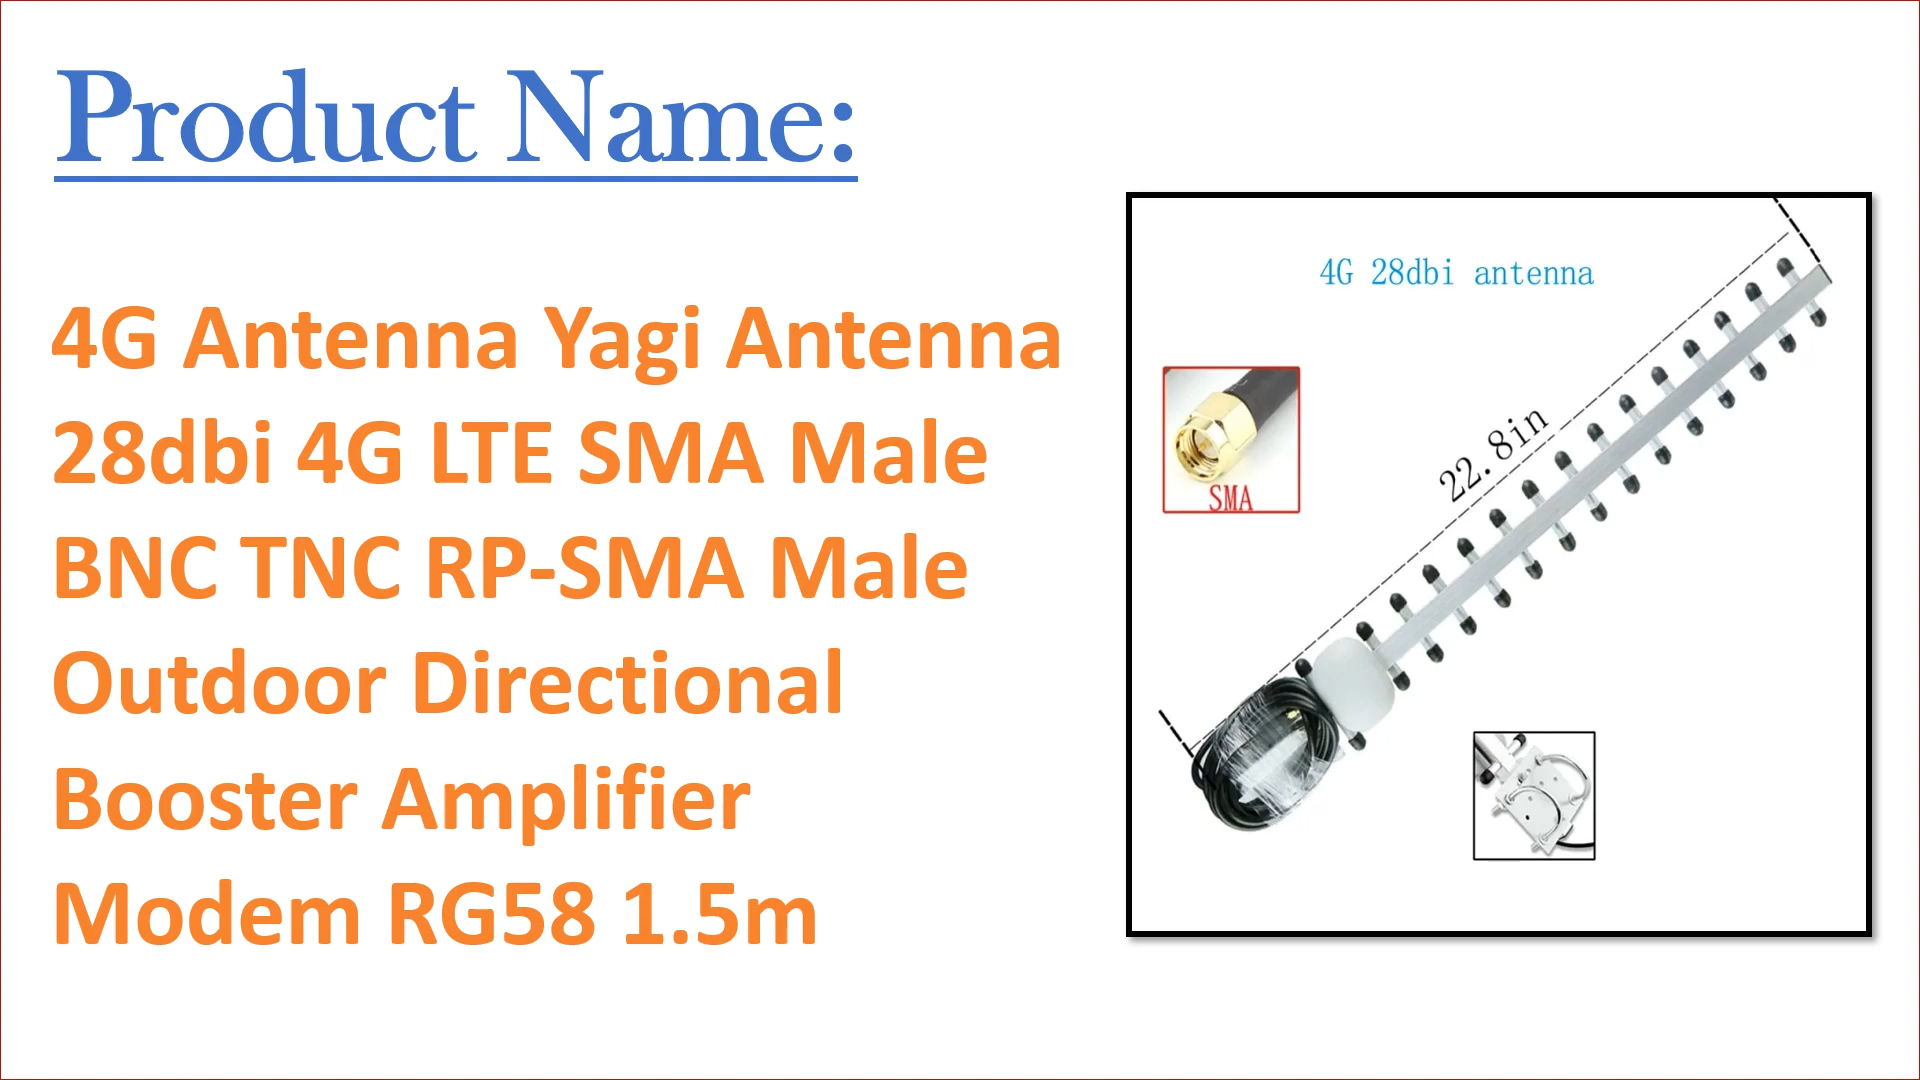 Product Name:
4G Antenna Yagi Antenna
28dbi 4G LTE SMA Male
BNC TNC RP-SMA Male
Outdoor Directional
Booster Amplifier
Modem RG58 1.5m
4G 28dbi antenna
22.8in
SMA